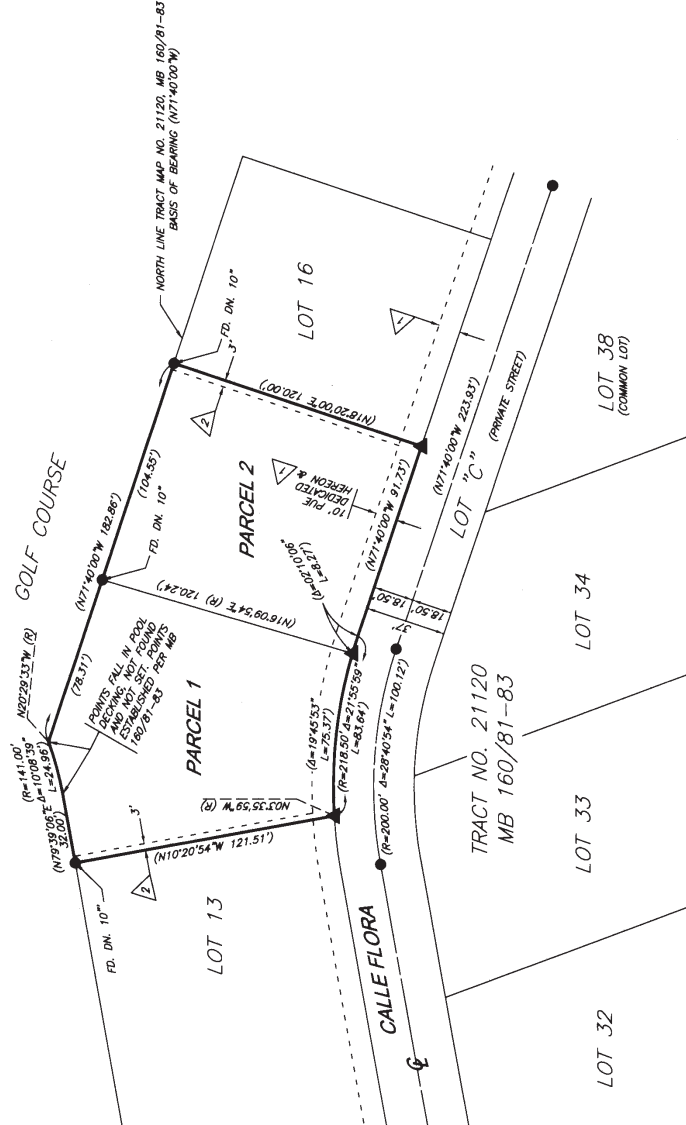 NORTH LINE TRACT MAP NO. 21120, MB 160/81-83
BASIS OF BEARING (N71°40'00"W)
GOLF COURSE
FD. DN. 10"
3'
2
LOT 16
1
(N71°40'00"W 182.86')
(104.55')
(78.31')
FD. DN. 10"
N20°29'33"W (R)
(R=141.00'
Δ=10°08'39"
L=24.96')
(N79°39'06"E
32.00')
POINTS FALL IN POOL
DECKING, NOT FOUND
AND NOT SET. POINTS
ESTABLISHED PER MB
160/81-83
PARCEL 2
(N18°20'00"E 120.00')
10' PUE
DEDICATED
HEREON &
1
(N16°09'54"E (R) 120.24')
(Δ=02°10'06"
L=8.27')
(N71°40'00"W 91.73')
(N71°40'00"W 223.93')
(PRIVATE STREET)
LOT "C"
LOT 38
(COMMON LOT)
PARCEL 1
(Δ=19°45'53"
L=75.37')
(R=218.50' Δ=21°55'59"
L=83.64')
18.50'
18.50'
37'
N03°35'59"W (R)
3'
2
(N10°20'54"W 121.51')
FD. DN. 10"
LOT 13
(R=200.00' Δ=28°40'54" L=100.12')
CALLE FLORA
TRACT NO. 21120
MB 160/81-83
LOT 34
LOT 33
LOT 32
℄